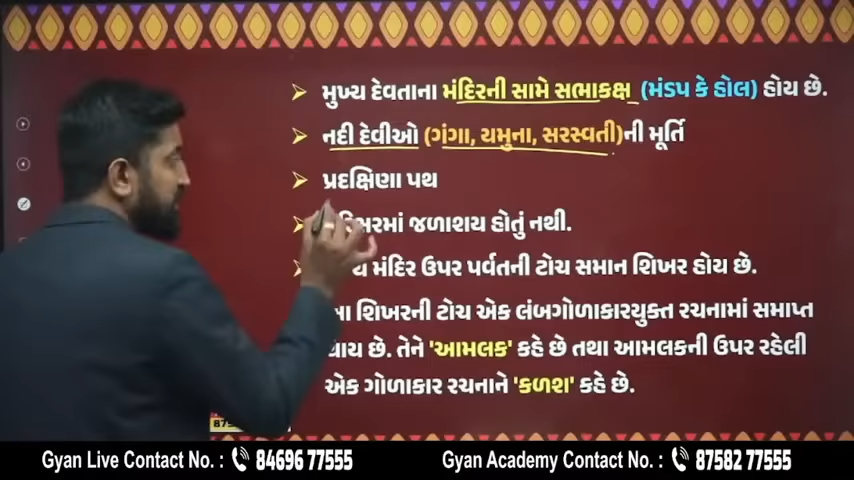 મુખ્ય દેવતાના મંદિરની સામે સભાકક્ષ (મંડપ કે હોલ) હોય છે.
નદી દેવીઓ (ગંગા, યમુના, સરસ્વતી)ની મૂર્તિ
પ્રદક્ષિણા પથ
જળાશય હોતું નથી.
મંદિર ઉપર પર્વતની ટોચ સમાન શિખર હોય છે.
શિખરની ટોચ એક લંબગોળાકારયુક્ત રચનામાં સમાપ્ત
થાય છે. તેને 'આમલક' કહે છે તથા આમલકની ઉપર રહેલી
એક ગોળાકાર રચનાને 'કળશ' કહે છે.
Gyan Live Contact No. : 84696 77555
Gyan Academy Contact No. : 87582 77555